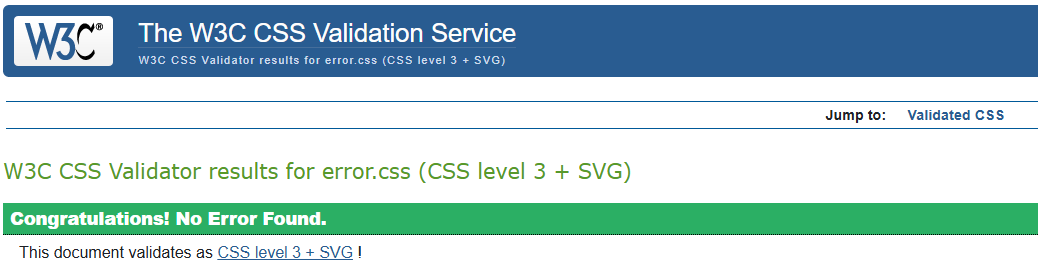 W3C®
The W3C CSS Validation Service
W3C CSS Validator results for error.css (CSS level 3 + SVG)
Jump to: Validated CSS
W3C CSS Validator results for error.css (CSS level 3 + SVG)
Congratulations! No Error Found.
This document validates as CSS level 3 + SVG !